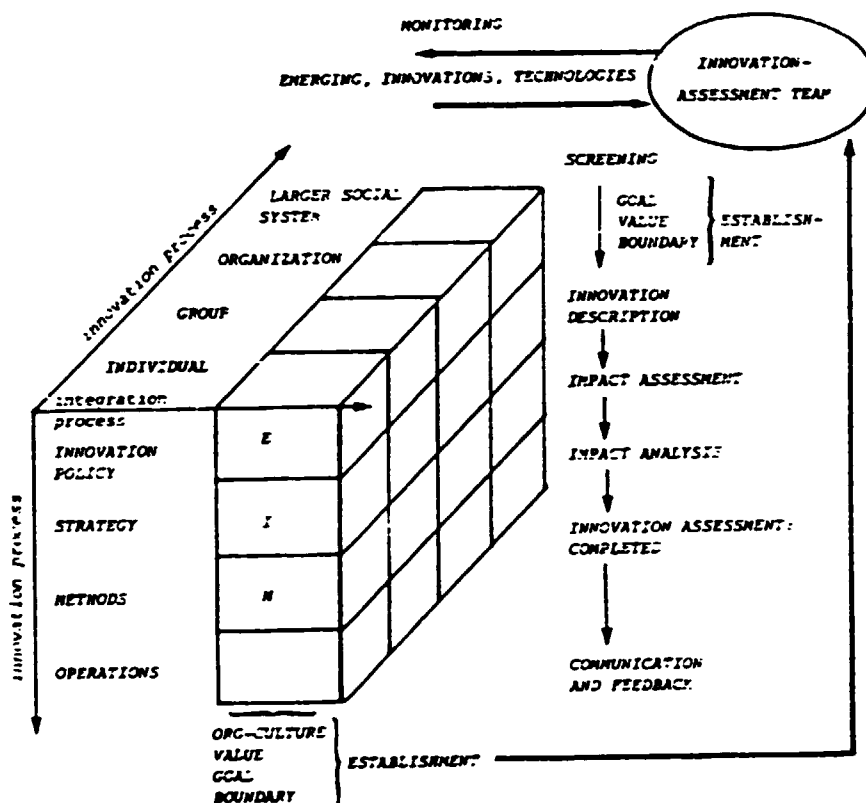 MONITORING
EMERGING, INNOVATIONS, TECHNOLOGIES
INNOVATION-
ASSESSMENT TEAM
SCREENING
GOAL
VALUE
BOUNDARY
ESTABLISH-
MENT
LARGER SOCIAL
SYSTEM
ORGANIZATION
GROUP
INDIVIDUAL
Innovation process
integration
process
INNOVATION
POLICY
STRATEGY
METHODS
OPERATIONS
Innovation process
E
I
M
INNOVATION
DESCRIPTION
IMPACT ASSESSMENT
IMPACT ANALYSIS
INNOVATION ASSESSMENT:
COMPLETED
COMMUNICATION
AND FEEDBACK
ORG-CULTURE
VALUE
GOAL
BOUNDARY
ESTABLISHMENT